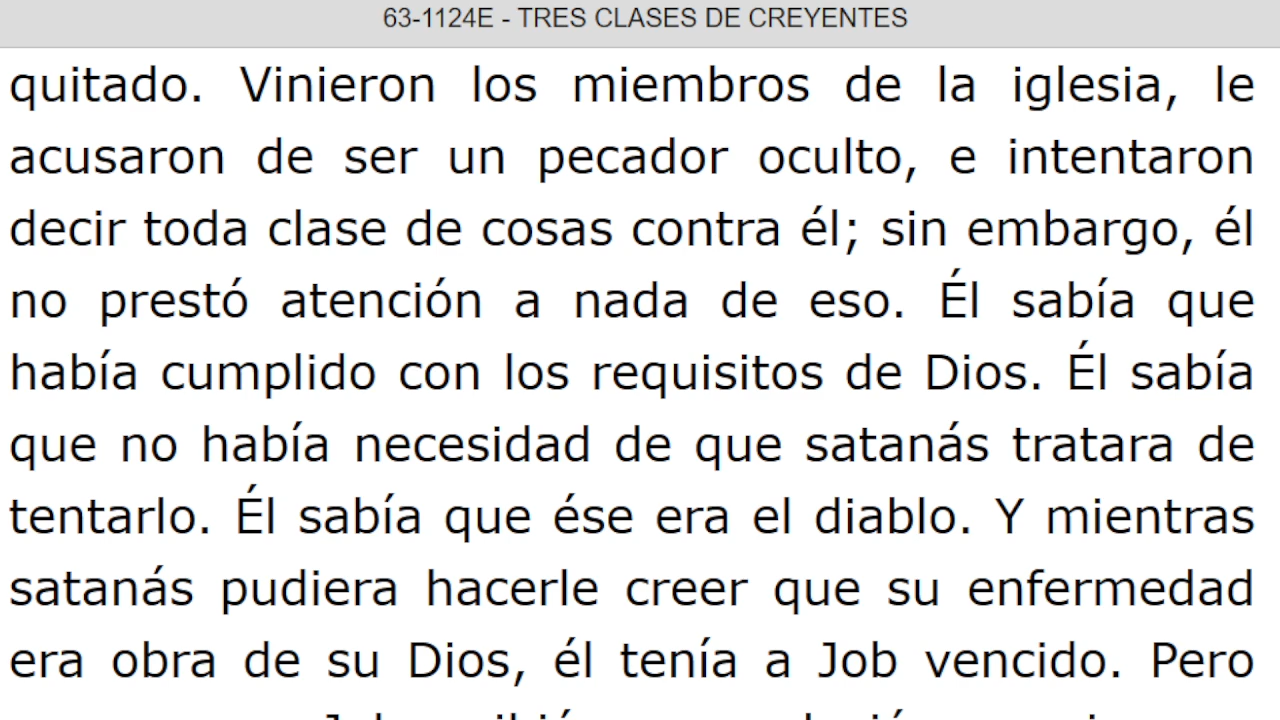 63-1124E - TRES CLASES DE CREYENTES
quitado. Vinieron los miembros de la iglesia, le
acusaron de ser un pecador oculto, e intentaron
decir toda clase de cosas contra él; sin embargo, él
no prestó atención a nada de eso. Él sabía que
había cumplido con los requisitos de Dios. Él sabía
que no había necesidad de que satanás tratara de
tentarlo. Él sabía que ése era el diablo. Y mientras
satanás pudiera hacerle creer que su enfermedad
era obra de su Dios, él tenía a Job vencido. Pero